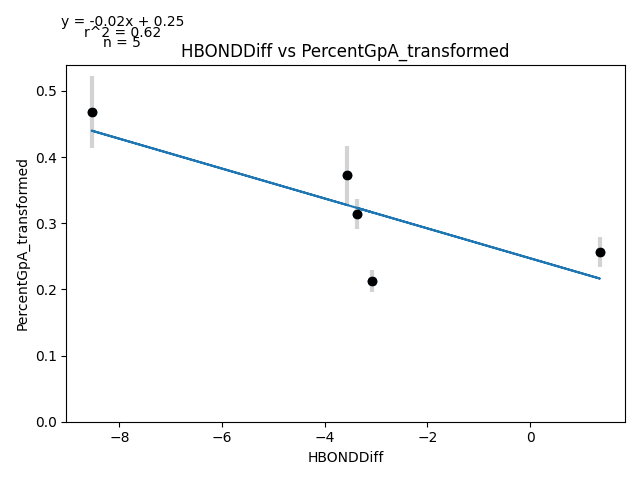 y = -0.02x + 0.25
r^2 = 0.62
n = 5
HBONDDiff vs PercentGpA_transformed
PercentGpA_transformed
0.5
0.4
0.3
0.2
0.1
0.0
−8 −6 −4 −2 0
HBONDDiff